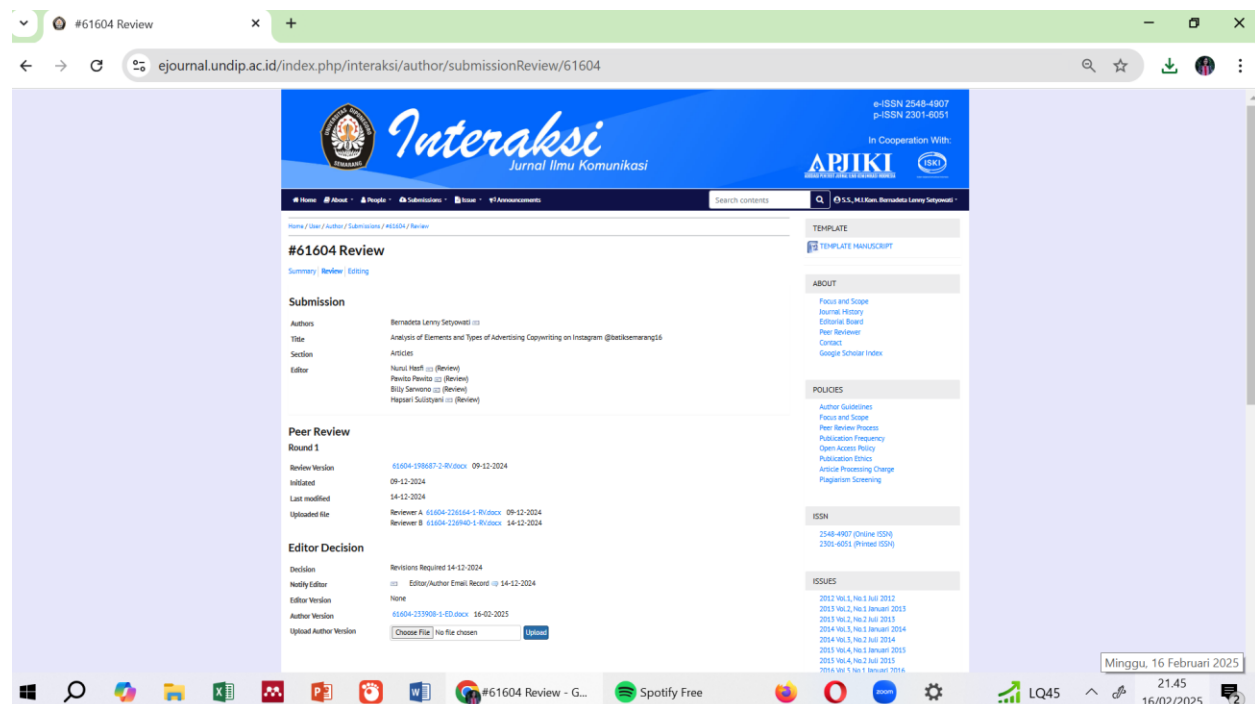 #61604 Review
ejournal.undip.ac.id/index.php/interaksi/author/submissionReview/61604
UNIVERSITAS DIPONEGORO
SEMARANG
Interaksi
Jurnal Ilmu Komunikasi
e-ISSN 2548-4907
p-ISSN 2301-6051
In Cooperation With:
APJIKI
ISKI
Home About People Submissions Issue Announcements
Search contents
S.S., M.I.Kom. Bernadeta Lenny Setyowati
Home / User / Author / Submissions / #61604 / Review
#61604 Review
Summary Review Editing
Submission
Authors Bernadeta Lenny Setyowati
Title Analysis of Elements and Types of Advertising Copywriting on Instagram @batiksemarang16
Section Articles
Editor Nurul Hasfi (Review)
Pawito Pawito (Review)
Billy Sarwono (Review)
Hapsari Sulistyani (Review)
Peer Review
Round 1
Review Version 61604-198687-2-RV.docx 09-12-2024
Initiated 09-12-2024
Last modified 14-12-2024
Uploaded file Reviewer A 61604-226164-1-RV.docx 09-12-2024
Reviewer B 61604-226940-1-RV.docx 14-12-2024
Editor Decision
Decision Revisions Required 14-12-2024
Notify Editor Editor/Author Email Record 14-12-2024
Editor Version None
Author Version 61604-233908-1-ED.docx 16-02-2025
Upload Author Version Choose File No file chosen Upload
TEMPLATE
TEMPLATE MANUSCRIPT
ABOUT
Focus and Scope
Journal History
Editorial Board
Peer Reviewer
Contact
Google Scholar Index
POLICIES
Author Guidelines
Focus and Scope
Peer Review Process
Publication Frequency
Open Access Policy
Publication Ethics
Article Processing Charge
Plagiarism Screening
ISSN
2548-4907 (Online ISSN)
2301-6051 (Printed ISSN)
ISSUES
2012 Vol.1, No.1 Juli 2012
2013 Vol.2, No.1 Januari 2013
2013 Vol.2, No.2 Juli 2013
2014 Vol.3, No.1 Januari 2014
2014 Vol.3, No.2 Juli 2014
2015 Vol.4, No.1 Januari 2015
2015 Vol.4, No.2 Juli 2015
2016 Vol.5 No.1 Januari 2016
Minggu, 16 Februari 2025
#61604 Review - G...
Spotify Free
zoom
LQ45
21.45
16/02/2025
2